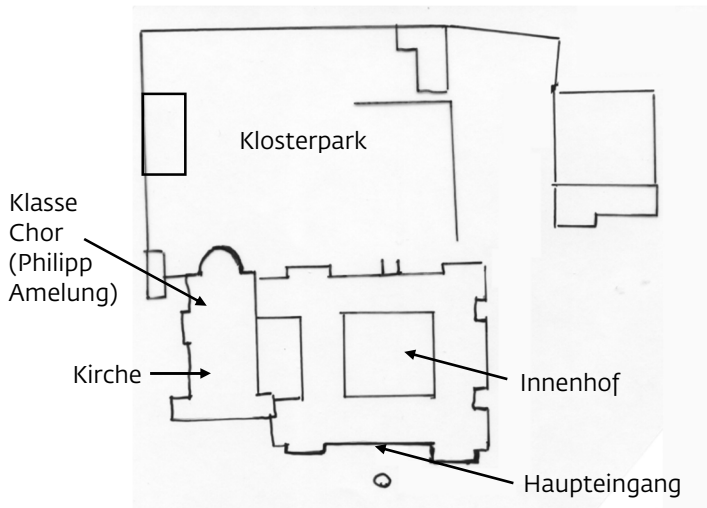 Klosterpark
Klasse
Chor
(Philipp
Amelung)
Kirche
Innenhof
Haupteingang